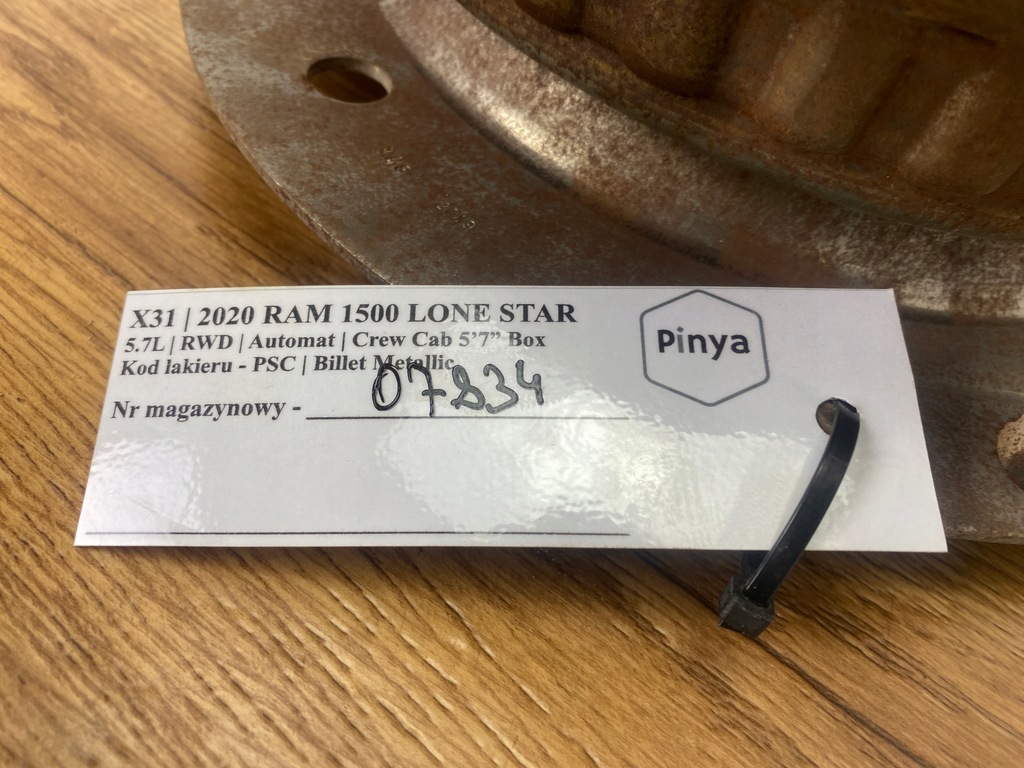 X31 | 2020 RAM 1500 LONE STAR
5.7L | RWD | Automat | Crew Cab 5'7" Box
Kod lakieru - PSC | Billet Metallic
Nr magazynowy - 07834
Pinya